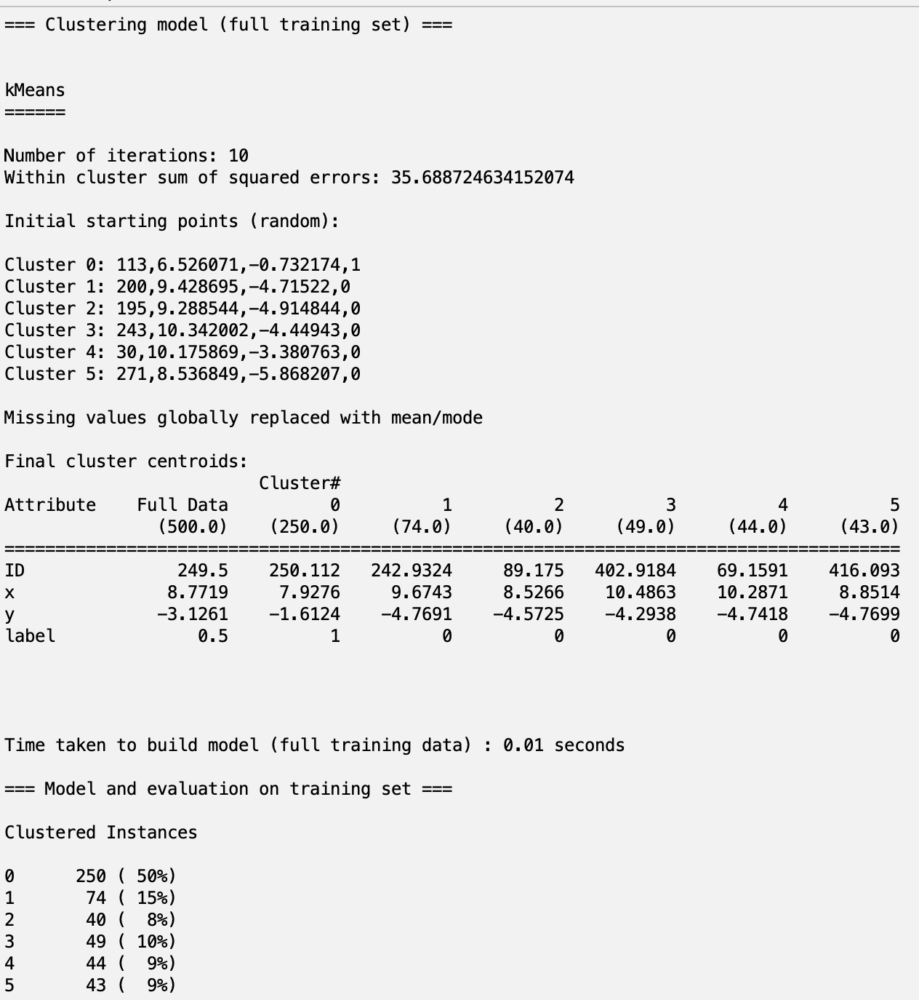 === Clustering model (full training set) ===
kMeans
======
Number of iterations: 10
Within cluster sum of squared errors: 35.688724634152074
Initial starting points (random):
Cluster 0: 113,6.526071,-0.732174,1
Cluster 1: 200,9.428695,-4.71522,0
Cluster 2: 195,9.288544,-4.914844,0
Cluster 3: 243,10.342002,-4.44943,0
Cluster 4: 30,10.175869,-3.380763,0
Cluster 5: 271,8.536849,-5.868207,0
Missing values globally replaced with mean/mode
Final cluster centroids:
                         Cluster#
Attribute    Full Data          0          1          2          3          4          5
               (500.0)    (250.0)     (74.0)     (40.0)     (49.0)     (44.0)     (43.0)
========================================================================================
ID               249.5    250.112   242.9324     89.175   402.9184    69.1591    416.093
x               8.7719     7.9276     9.6743     8.5266    10.4863    10.2871     8.8514
y              -3.1261    -1.6124    -4.7691    -4.5725    -4.2938    -4.7418    -4.7699
label              0.5          1          0          0          0          0          0
Time taken to build model (full training data) : 0.01 seconds
=== Model and evaluation on training set ===
Clustered Instances
0      250 ( 50%)
1       74 ( 15%)
2       40 (  8%)
3       49 ( 10%)
4       44 (  9%)
5       43 (  9%)